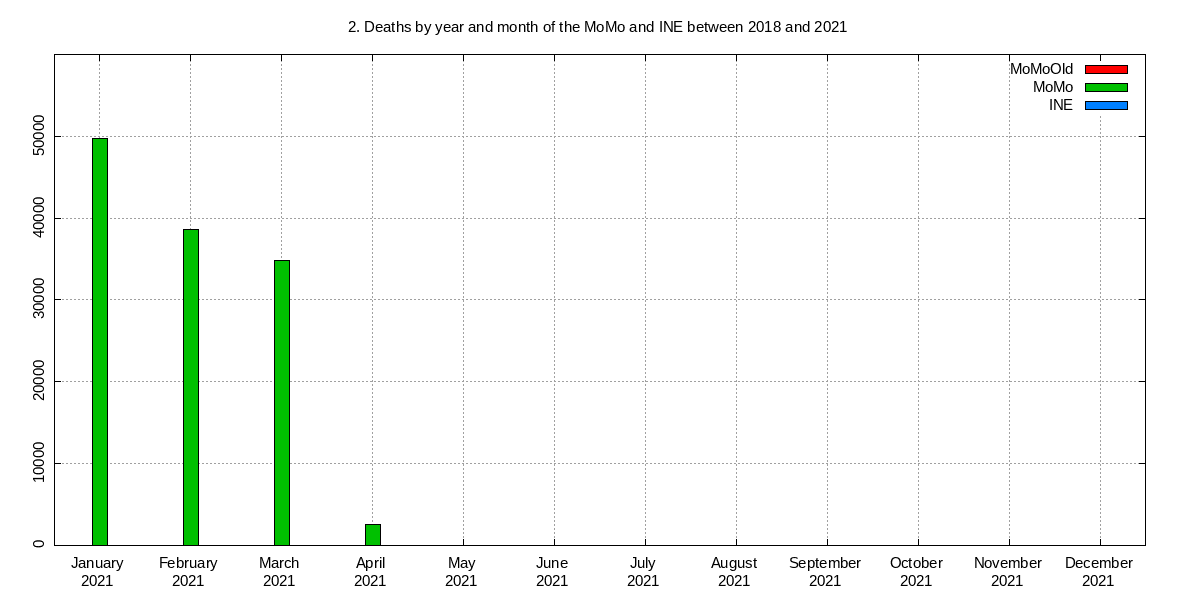 2. Deaths by year and month of the MoMo and INE between 2018 and 2021
MoMoOld
MoMo
INE
50000
40000
30000
20000
10000
0
January February March April May June July August September October November December
2021 2021 2021 2021 2021 2021 2021 2021 2021 2021 2021 2021